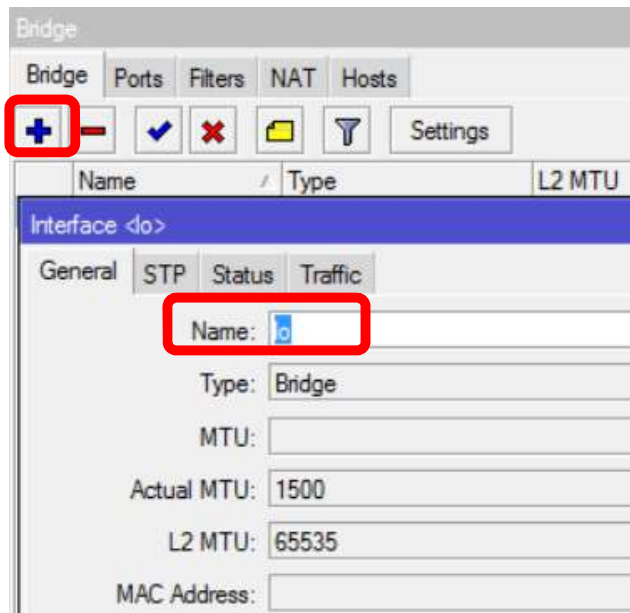 Bridge
Bridge Ports Filters NAT Hosts
Settings
Name Type L2 MTU
Interface <lo>
General STP Status Traffic
Name: lo
Type: Bridge
MTU:
Actual MTU: 1500
L2 MTU: 65535
MAC Address: